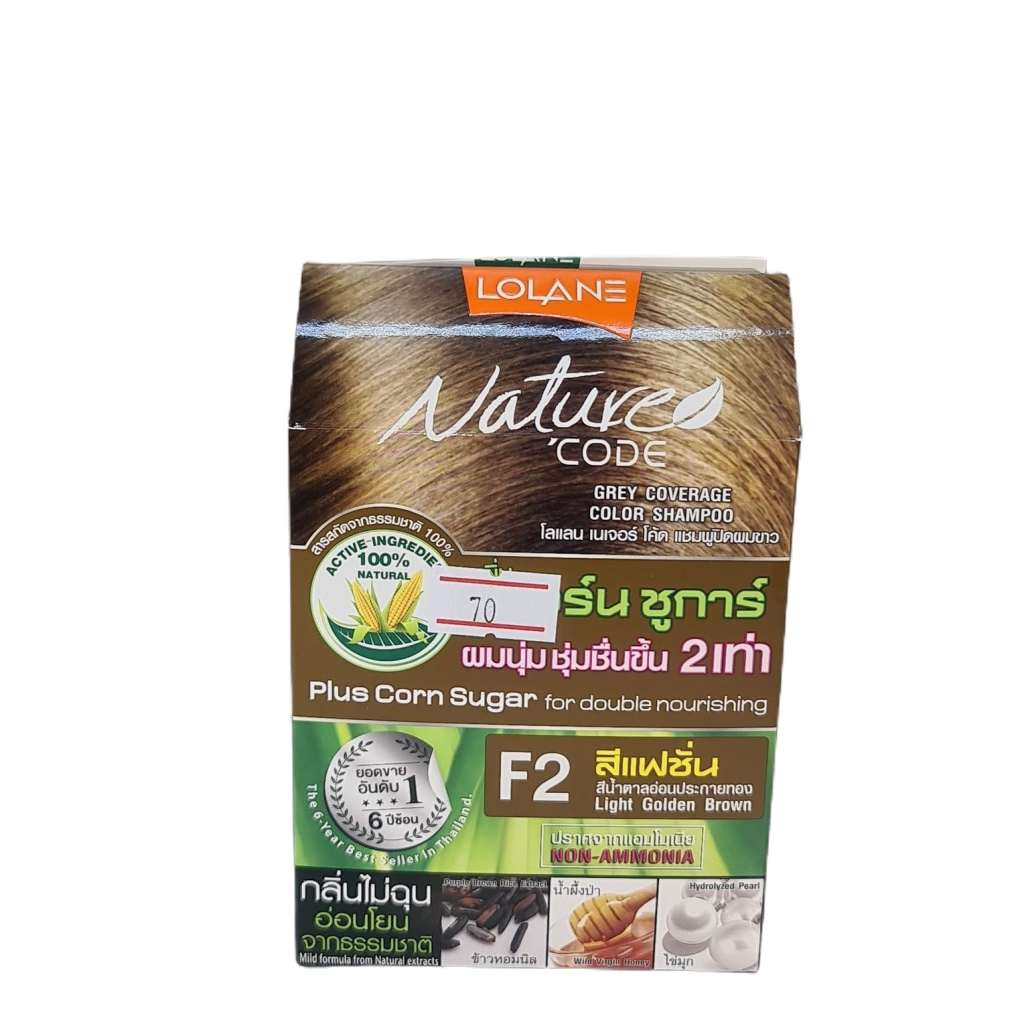 LOLANE
Nature
'CODE
GREY COVERAGE
COLOR SHAMPOO
โลแลน เนเจอร์ โค้ด แชมพูปิดผมขาว
สารสกัดจากธรรมชาติ 100%
100%
NATURAL
70
ร์น ชูการ์
ผมนุ่ม ชุ่มชื่นขึ้น 2เท่า
Plus Corn Sugar for double nourishing
ยอดขาย
อันดับ 1
6 ปีซ้อน
The 6-Year Best Seller in Thailand.
F2
สีแฟชั่น
สีน้ำตาลอ่อนประกายทอง
Light Golden Brown
ปราศจากแอมโมเนีย
NON-AMMONIA
กลิ่นไม่ฉุน
อ่อนโยน
จากธรรมชาติ
Mild formula from Natural extracts
Purple Brown Rice Extract
ข้าวหอมนิล
น้ำผึ้งป่า
Wild Virgin Honey
Hydrolyzed Pearl
ไข่มุก